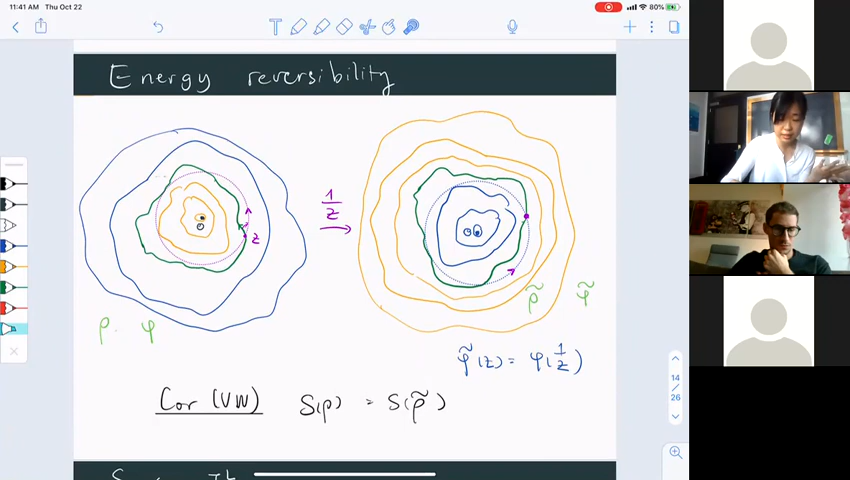 11:41 AM Thu Oct 22
80%
Energy reversibility
1/z
z
ρ φ
ρ̃ φ̃
φ̃(z) = φ(1/z)
14
/
26
Cor (VW) S(ρ) = S(ρ̃)